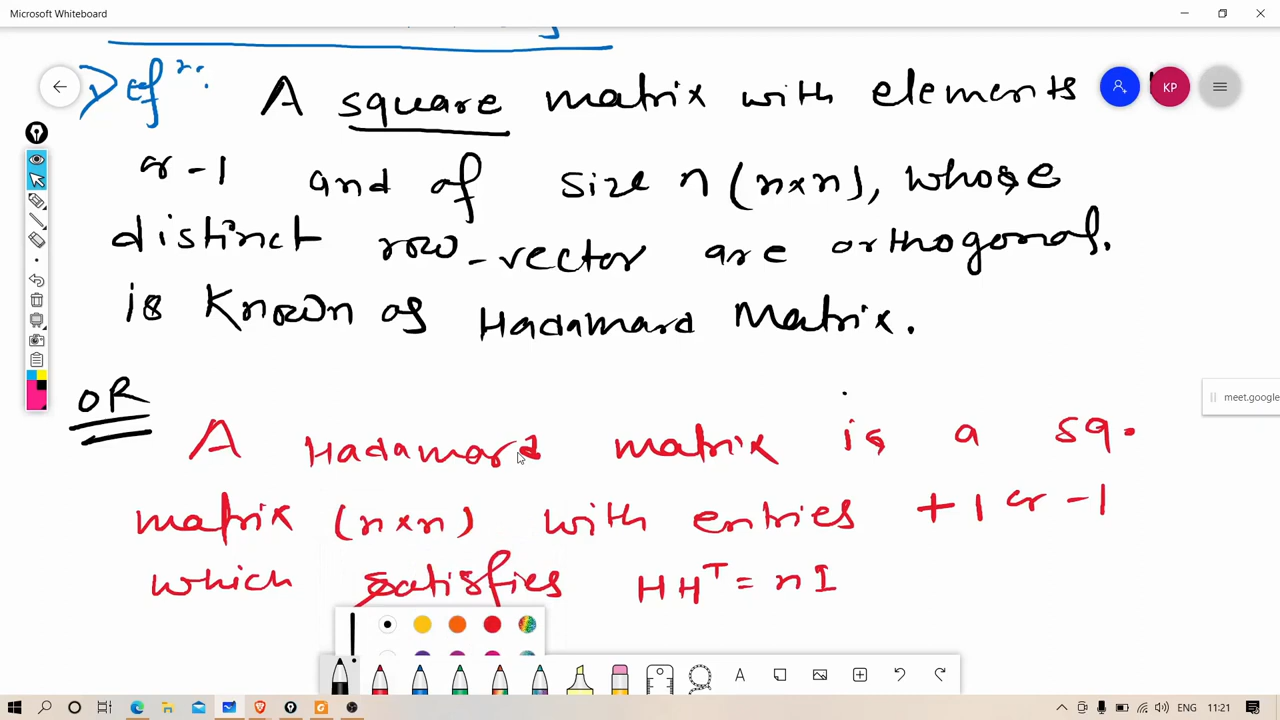 Microsoft Whiteboard
Defn: A square matrix with elements
KP
or -1 and of size n (n×n), whose
distinct row-vector are orthogonal.
is known as Hadamard Matrix.
meet.google
OR
A Hadamard matrix is a sq.
matrix (n×n) with entries +1 or -1
which satisfies HHᵀ = nI
ENG 11:21